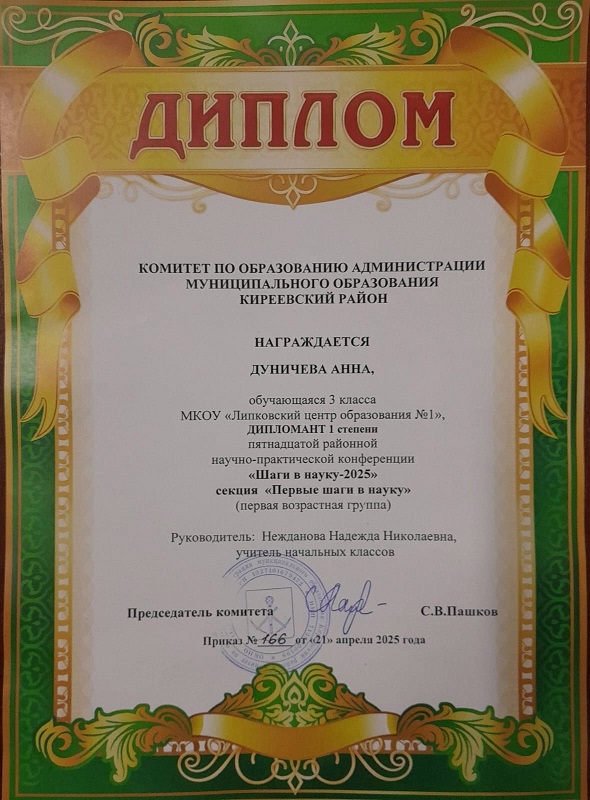 ДИПЛОМ
КОМИТЕТ ПО ОБРАЗОВАНИЮ АДМИНИСТРАЦИИ
МУНИЦИПАЛЬНОГО ОБРАЗОВАНИЯ
КИРЕЕВСКИЙ РАЙОН
НАГРАЖДАЕТСЯ
ДУНИЧЕВА АННА,
обучающаяся 3 класса
МКОУ «Липковский центр образования №1»,
ДИПЛОМАНТ 1 степени
пятнадцатой районной
научно-практической конференции
«Шаги в науку-2025»
секция «Первые шаги в науку»
(первая возрастная группа)
Руководитель: Нежданова Надежда Николаевна,
учитель начальных классов
Председатель комитета С.В.Пашков
Приказ № 166 от «21» апреля 2025 года